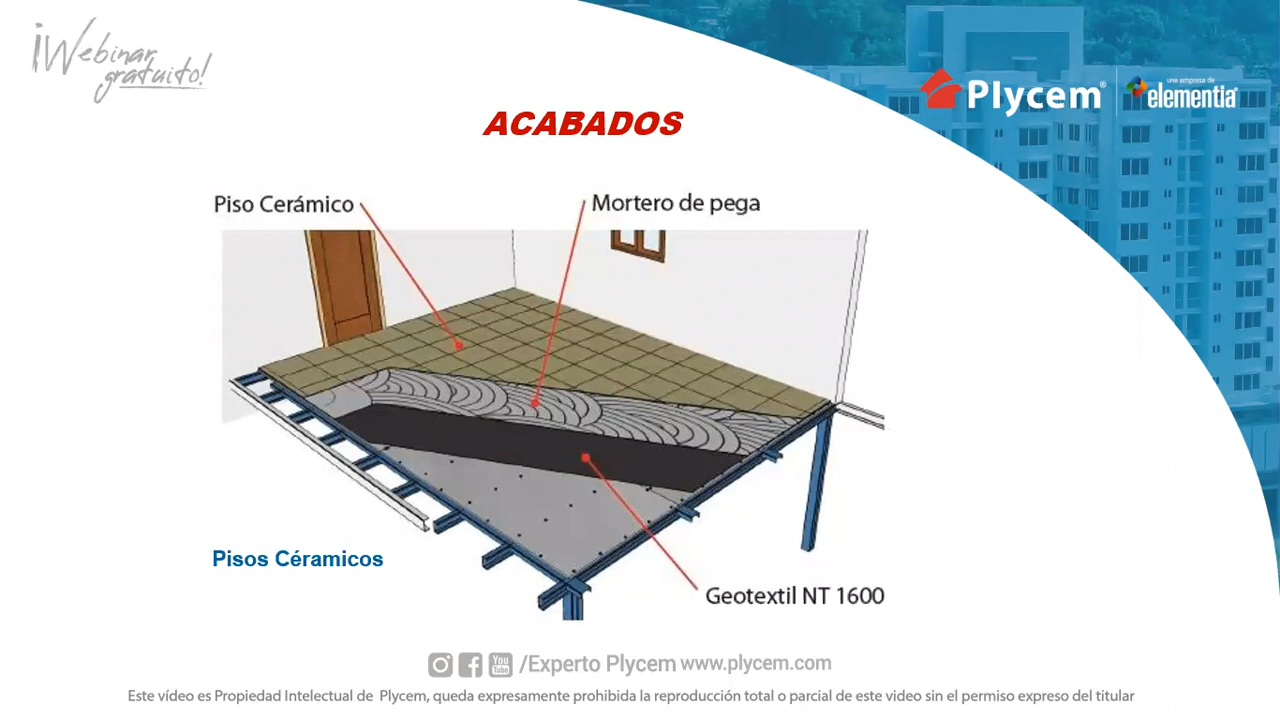 ¡Webinar
gratuito!
Plycem®
una empresa de
elementia
ACABADOS
Piso Cerámico
Mortero de pega
Pisos Céramicos
Geotextil NT 1600
You
Tube
/Experto Plycem www.plycem.com
Este vídeo es Propiedad Intelectual de Plycem, queda expresamente prohibida la reproducción total o parcial de este video sin el permiso expreso del titular